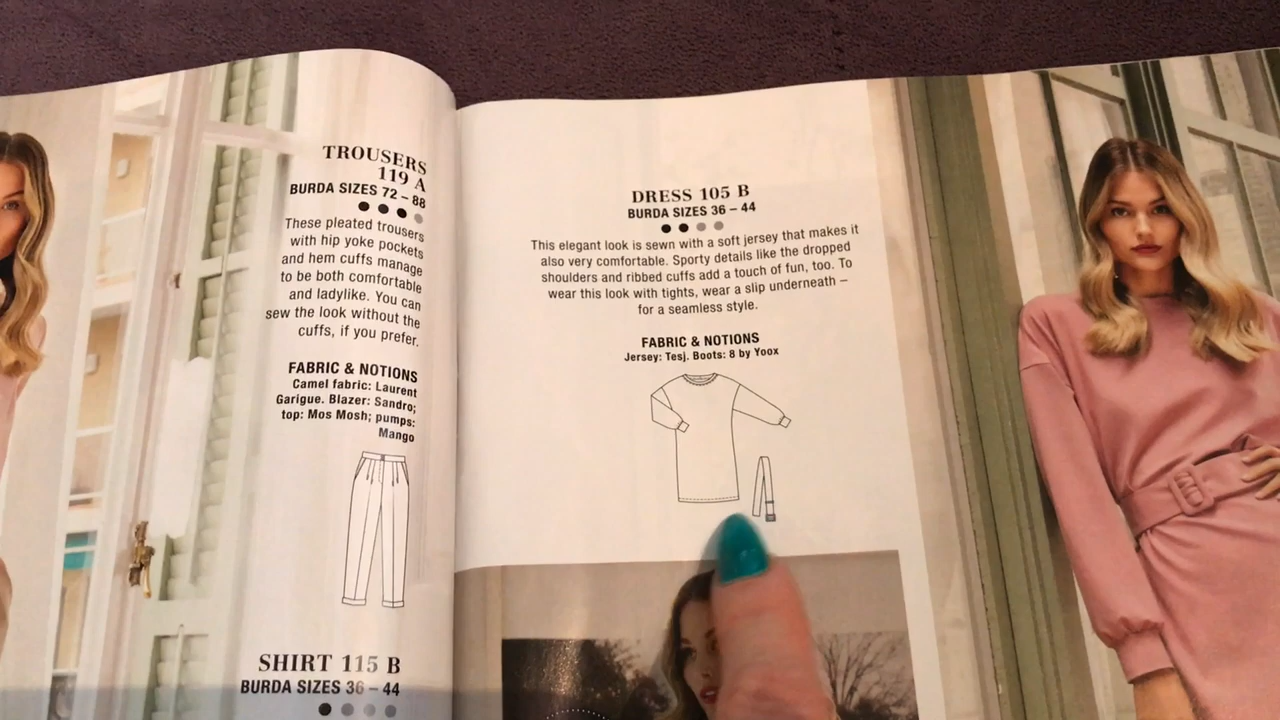 TROUSERS
119 A
BURDA SIZES 72 – 88
These pleated trousers
with hip yoke pockets
and hem cuffs manage
to be both comfortable
and ladylike. You can
sew the look without the
cuffs, if you prefer.
FABRIC & NOTIONS
Camel fabric: Laurent
Garigue. Blazer: Sandro;
top: Mos Mosh; pumps:
Mango
SHIRT 115 B
BURDA SIZES 36 – 44
DRESS 105 B
BURDA SIZES 36 – 44
This elegant look is sewn with a soft jersey that makes it
also very comfortable. Sporty details like the dropped
shoulders and ribbed cuffs add a touch of fun, too. To
wear this look with tights, wear a slip underneath –
for a seamless style.
FABRIC & NOTIONS
Jersey: Tesj. Boots: 8 by Yoox